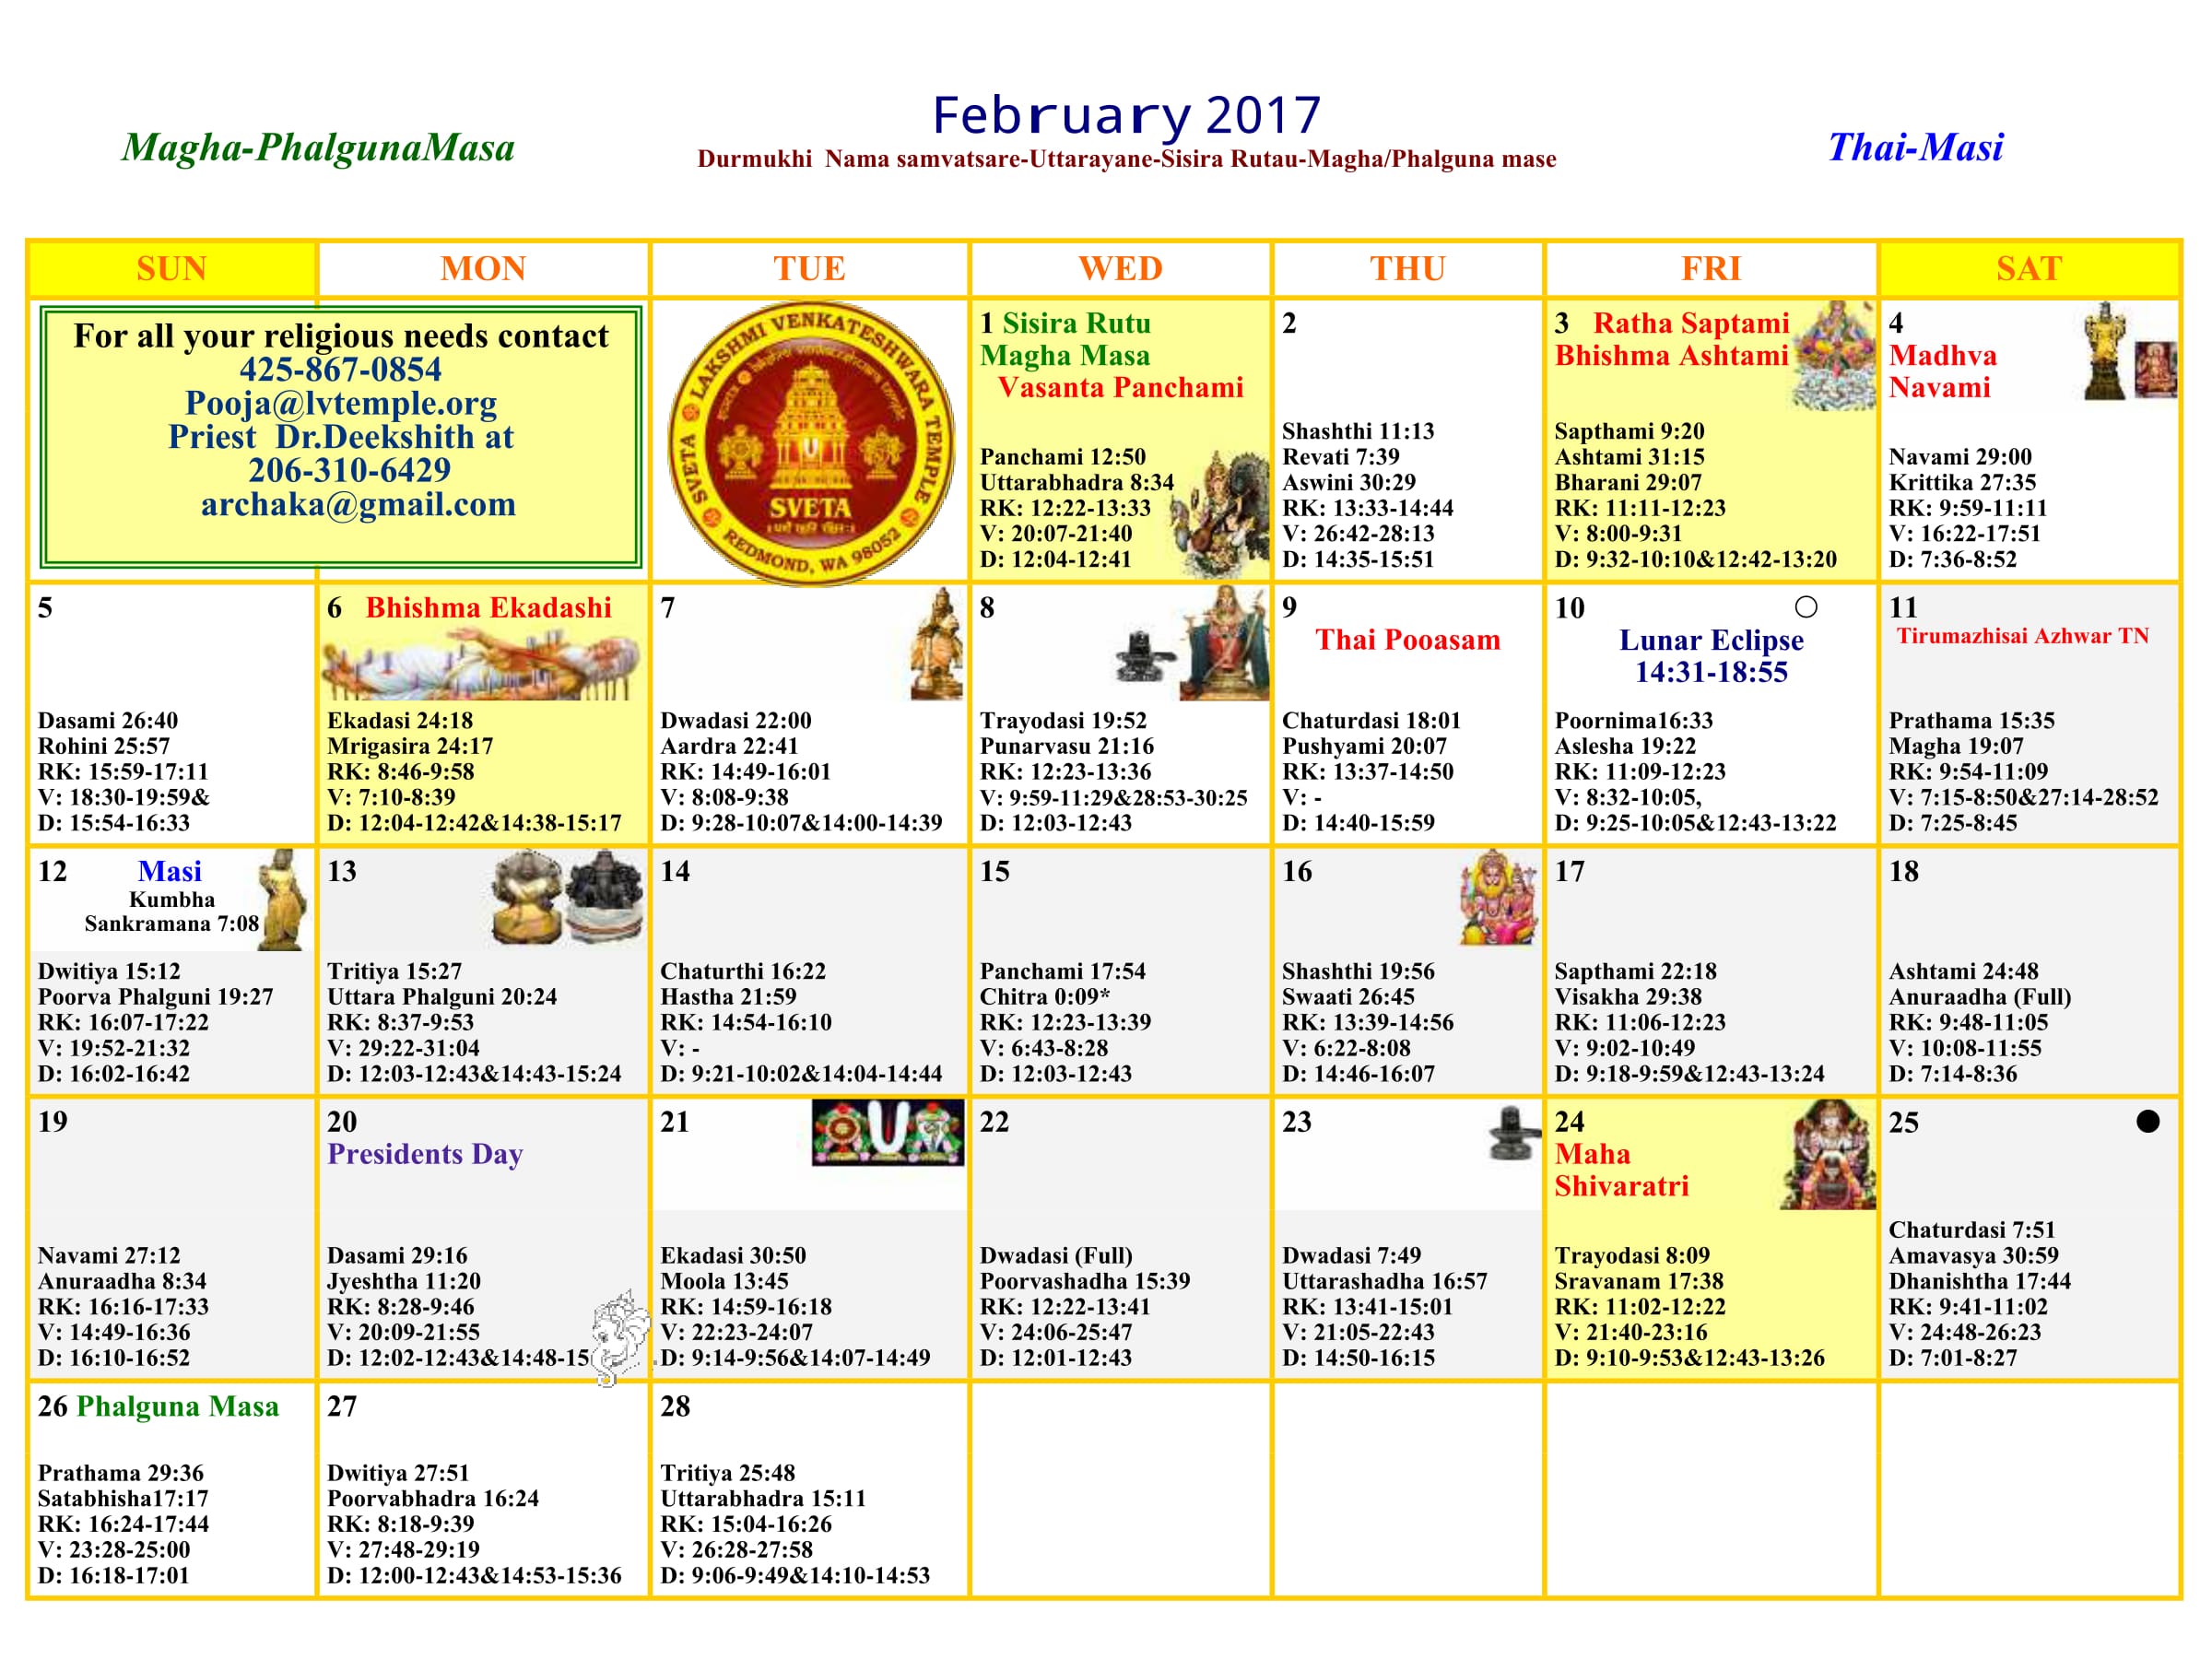 February 2017
Magha-PhalgunaMasa
Durmukhi Nama samvatsare-Uttarayane-Sisira Rutau-Magha/Phalguna mase
Thai-Masi
SUN MON TUE WED THU FRI SAT
For all your religious needs contact
425-867-0854
Pooja@lvtemple.org
Priest Dr.Deekshith at
206-310-6429
archaka@gmail.com
SVETA LAKSHMI VENKATESHWARA TEMPLE
SVETA
REDMOND, WA 98052
1 Sisira Rutu
Magha Masa
Vasanta Panchami
Panchami 12:50
Uttarabhadra 8:34
RK: 12:22-13:33
V: 20:07-21:40
D: 12:04-12:41
2
Shashthi 11:13
Revati 7:39
Aswini 30:29
RK: 13:33-14:44
V: 26:42-28:13
D: 14:35-15:51
3 Ratha Saptami
Bhishma Ashtami
Sapthami 9:20
Ashtami 31:15
Bharani 29:07
RK: 11:11-12:23
V: 8:00-9:31
D: 9:32-10:10&12:42-13:20
4
Madhva
Navami
Navami 29:00
Krittika 27:35
RK: 9:59-11:11
V: 16:22-17:51
D: 7:36-8:52
5
Dasami 26:40
Rohini 25:57
RK: 15:59-17:11
V: 18:30-19:59&
D: 15:54-16:33
6 Bhishma Ekadashi
Ekadasi 24:18
Mrigasira 24:17
RK: 8:46-9:58
V: 7:10-8:39
D: 12:04-12:42&14:38-15:17
7
Dwadasi 22:00
Aardra 22:41
RK: 14:49-16:01
V: 8:08-9:38
D: 9:28-10:07&14:00-14:39
8
Trayodasi 19:52
Punarvasu 21:16
RK: 12:23-13:36
V: 9:59-11:29&28:53-30:25
D: 12:03-12:43
9
Thai Pooasam
Chaturdasi 18:01
Pushyami 20:07
RK: 13:37-14:50
V: -
D: 14:40-15:59
10
Lunar Eclipse
14:31-18:55
Poornima16:33
Aslesha 19:22
RK: 11:09-12:23
V: 8:32-10:05,
D: 9:25-10:05&12:43-13:22
11
Tirumazhisai Azhwar TN
Prathama 15:35
Magha 19:07
RK: 9:54-11:09
V: 7:15-8:50&27:14-28:52
D: 7:25-8:45
12 Masi
Kumbha
Sankramana 7:08
Dwitiya 15:12
Poorva Phalguni 19:27
RK: 16:07-17:22
V: 19:52-21:32
D: 16:02-16:42
13
Tritiya 15:27
Uttara Phalguni 20:24
RK: 8:37-9:53
V: 29:22-31:04
D: 12:03-12:43&14:43-15:24
14
Chaturthi 16:22
Hastha 21:59
RK: 14:54-16:10
V: -
D: 9:21-10:02&14:04-14:44
15
Panchami 17:54
Chitra 0:09*
RK: 12:23-13:39
V: 6:43-8:28
D: 12:03-12:43
16
Shashthi 19:56
Swaati 26:45
RK: 13:39-14:56
V: 6:22-8:08
D: 14:46-16:07
17
Sapthami 22:18
Visakha 29:38
RK: 11:06-12:23
V: 9:02-10:49
D: 9:18-9:59&12:43-13:24
18
Ashtami 24:48
Anuraadha (Full)
RK: 9:48-11:05
V: 10:08-11:55
D: 7:14-8:36
19
Navami 27:12
Anuraadha 8:34
RK: 16:16-17:33
V: 14:49-16:36
D: 16:10-16:52
20
Presidents Day
Dasami 29:16
Jyeshtha 11:20
RK: 8:28-9:46
V: 20:09-21:55
D: 12:02-12:43&14:48-15
21
Ekadasi 30:50
Moola 13:45
RK: 14:59-16:18
V: 22:23-24:07
D: 9:14-9:56&14:07-14:49
22
Dwadasi (Full)
Poorvashadha 15:39
RK: 12:22-13:41
V: 24:06-25:47
D: 12:01-12:43
23
Dwadasi 7:49
Uttarashadha 16:57
RK: 13:41-15:01
V: 21:05-22:43
D: 14:50-16:15
24
Maha
Shivaratri
Trayodasi 8:09
Sravanam 17:38
RK: 11:02-12:22
V: 21:40-23:16
D: 9:10-9:53&12:43-13:26
25
Chaturdasi 7:51
Amavasya 30:59
Dhanishtha 17:44
RK: 9:41-11:02
V: 24:48-26:23
D: 7:01-8:27
26 Phalguna Masa
Prathama 29:36
Satabhisha17:17
RK: 16:24-17:44
V: 23:28-25:00
D: 16:18-17:01
27
Dwitiya 27:51
Poorvabhadra 16:24
RK: 8:18-9:39
V: 27:48-29:19
D: 12:00-12:43&14:53-15:36
28
Tritiya 25:48
Uttarabhadra 15:11
RK: 15:04-16:26
V: 26:28-27:58
D: 9:06-9:49&14:10-14:53